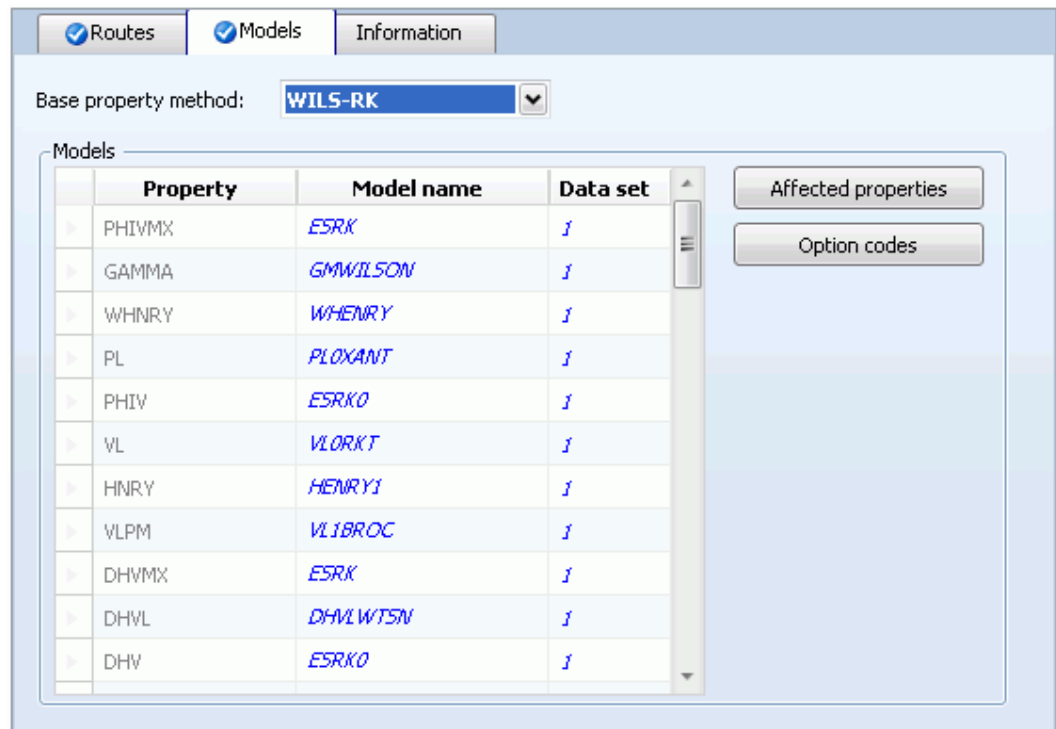 Routes Models Information
Base property method: WILS-RK
Models
Property Model name Data set
PHIVMX ESRK 1
GAMMA GMWILSON 1
WHNRY WHENRY 1
PL PL0XANT 1
PHIV ESRK0 1
VL VL0RKT 1
HNRY HENRY1 1
VLPM VL1BROC 1
DHVMX ESRK 1
DHVL DHVLWTSN 1
DHV ESRK0 1
Affected properties
Option codes